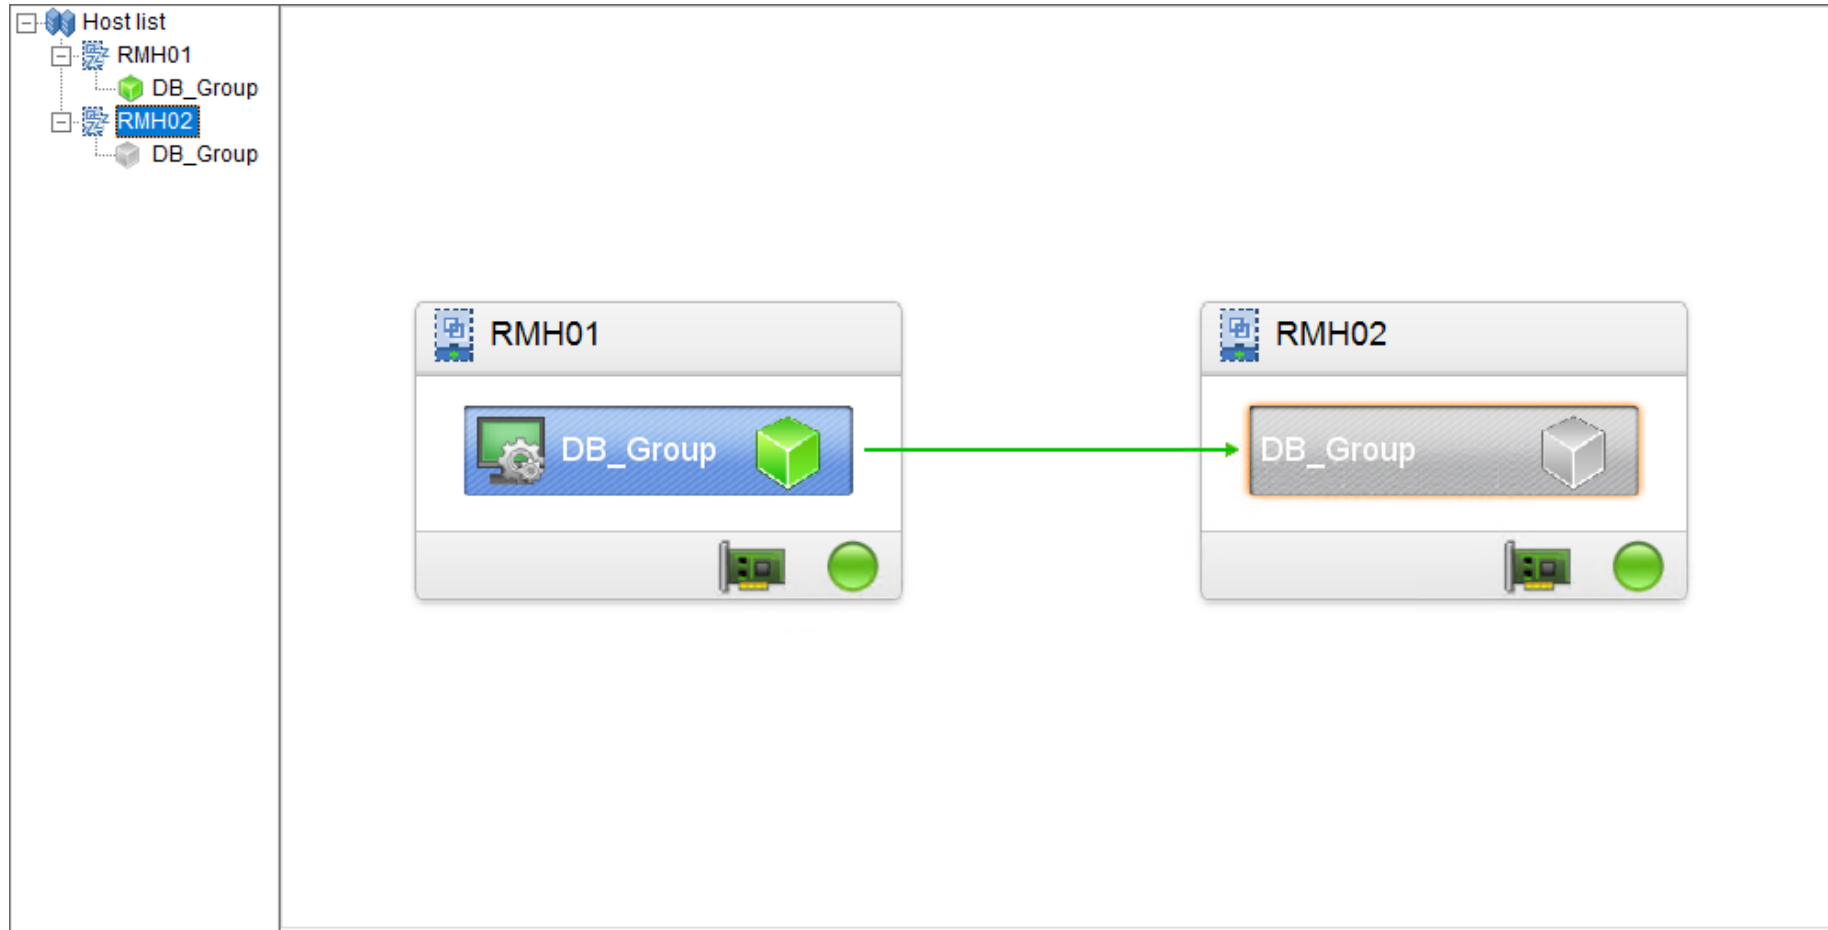 Host list
RMH01
DB_Group
RMH02
DB_Group
RMH01
DB_Group
RMH02
DB_Group